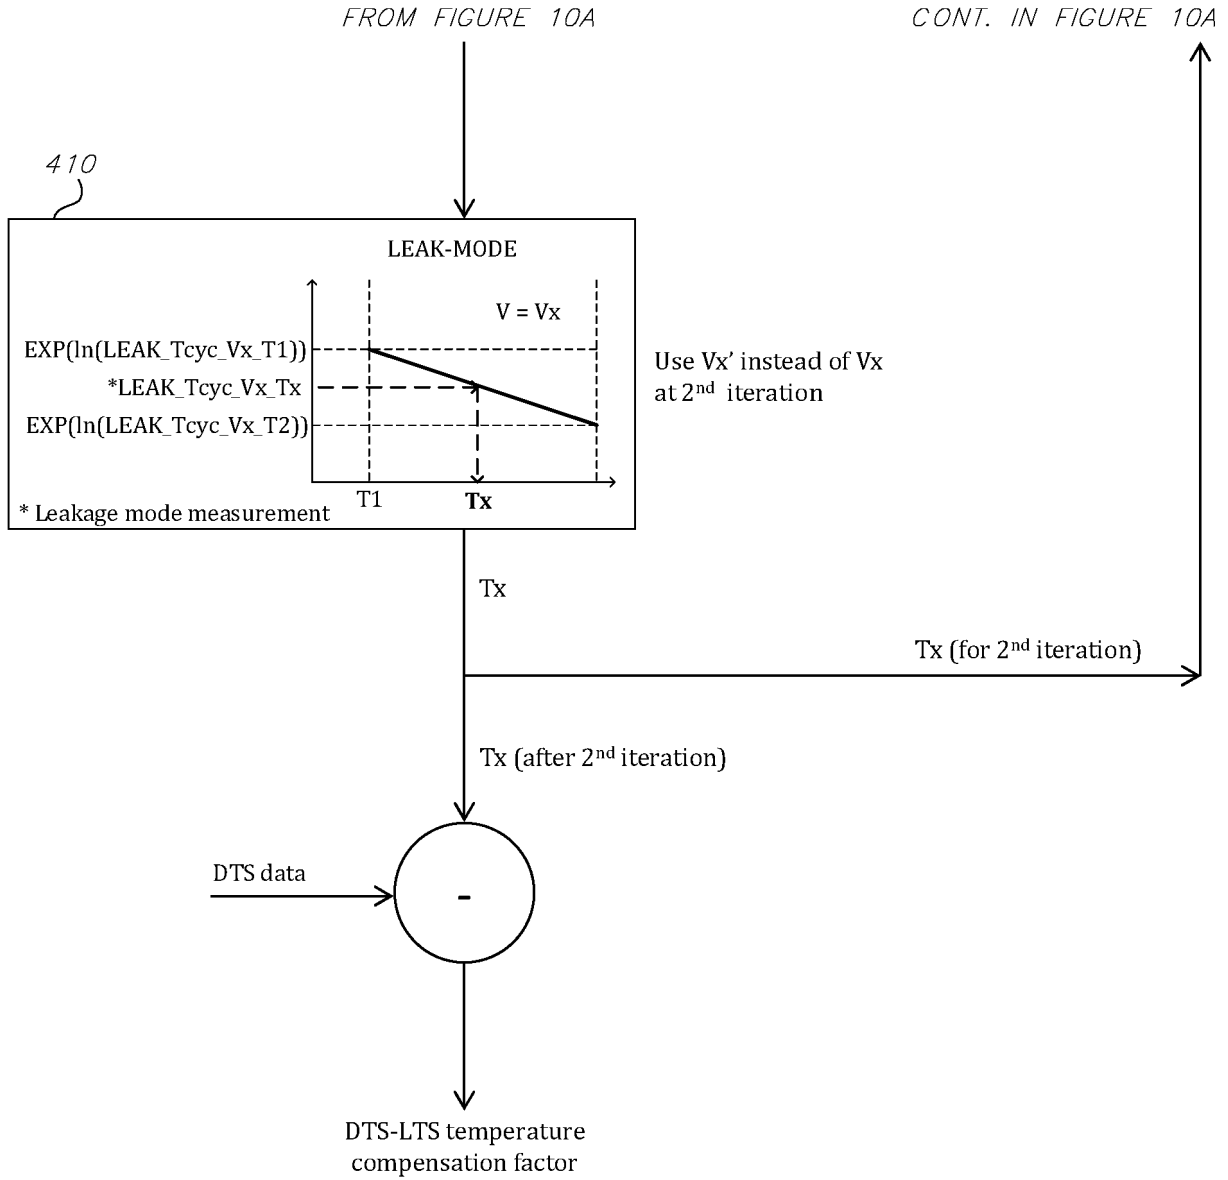 FROM FIGURE 10A
CONT. IN FIGURE 10A
410
LEAK-MODE
V = Vx
EXP(ln(LEAK_Tcyc_Vx_T1))
*LEAK_Tcyc_Vx_Tx
EXP(ln(LEAK_Tcyc_Vx_T2))
T1
Tx
* Leakage mode measurement
Use Vx’ instead of Vx
at 2nd iteration
Tx
Tx (for 2nd iteration)
Tx (after 2nd iteration)
DTS data
-
DTS-LTS temperature
compensation factor